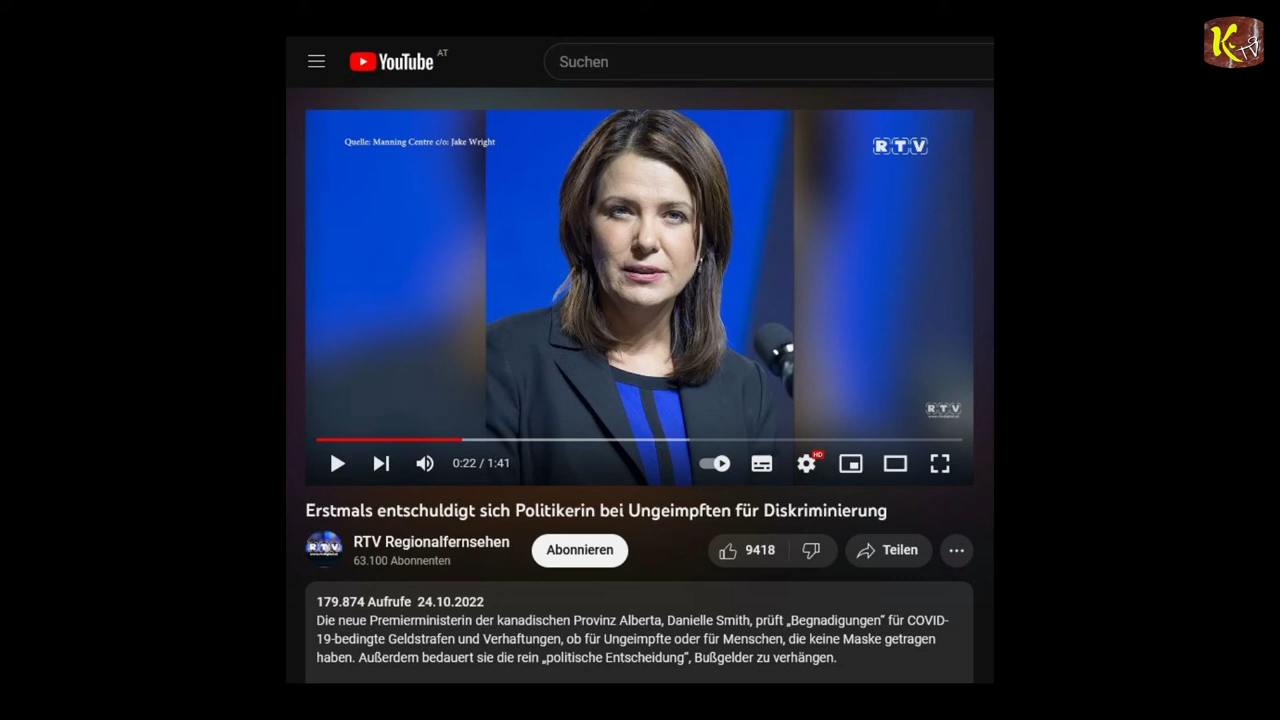 K TV
YouTube AT
Suchen
Quelle: Manning Centre c/o: Jake Wright
RTV
RTV
0:22 / 1:41
HD
Erstmals entschuldigt sich Politikerin bei Ungeimpften für Diskriminierung
RTV
RTV Regionalfernsehen
63.100 Abonnenten
Abonnieren
9418
Teilen
179.874 Aufrufe 24.10.2022
Die neue Premierministerin der kanadischen Provinz Alberta, Danielle Smith, prüft „Begnadigungen“ für COVID-
19-bedingte Geldstrafen und Verhaftungen, ob für Ungeimpfte oder für Menschen, die keine Maske getragen
haben. Außerdem bedauert sie die rein „politische Entscheidung“, Bußgelder zu verhängen.